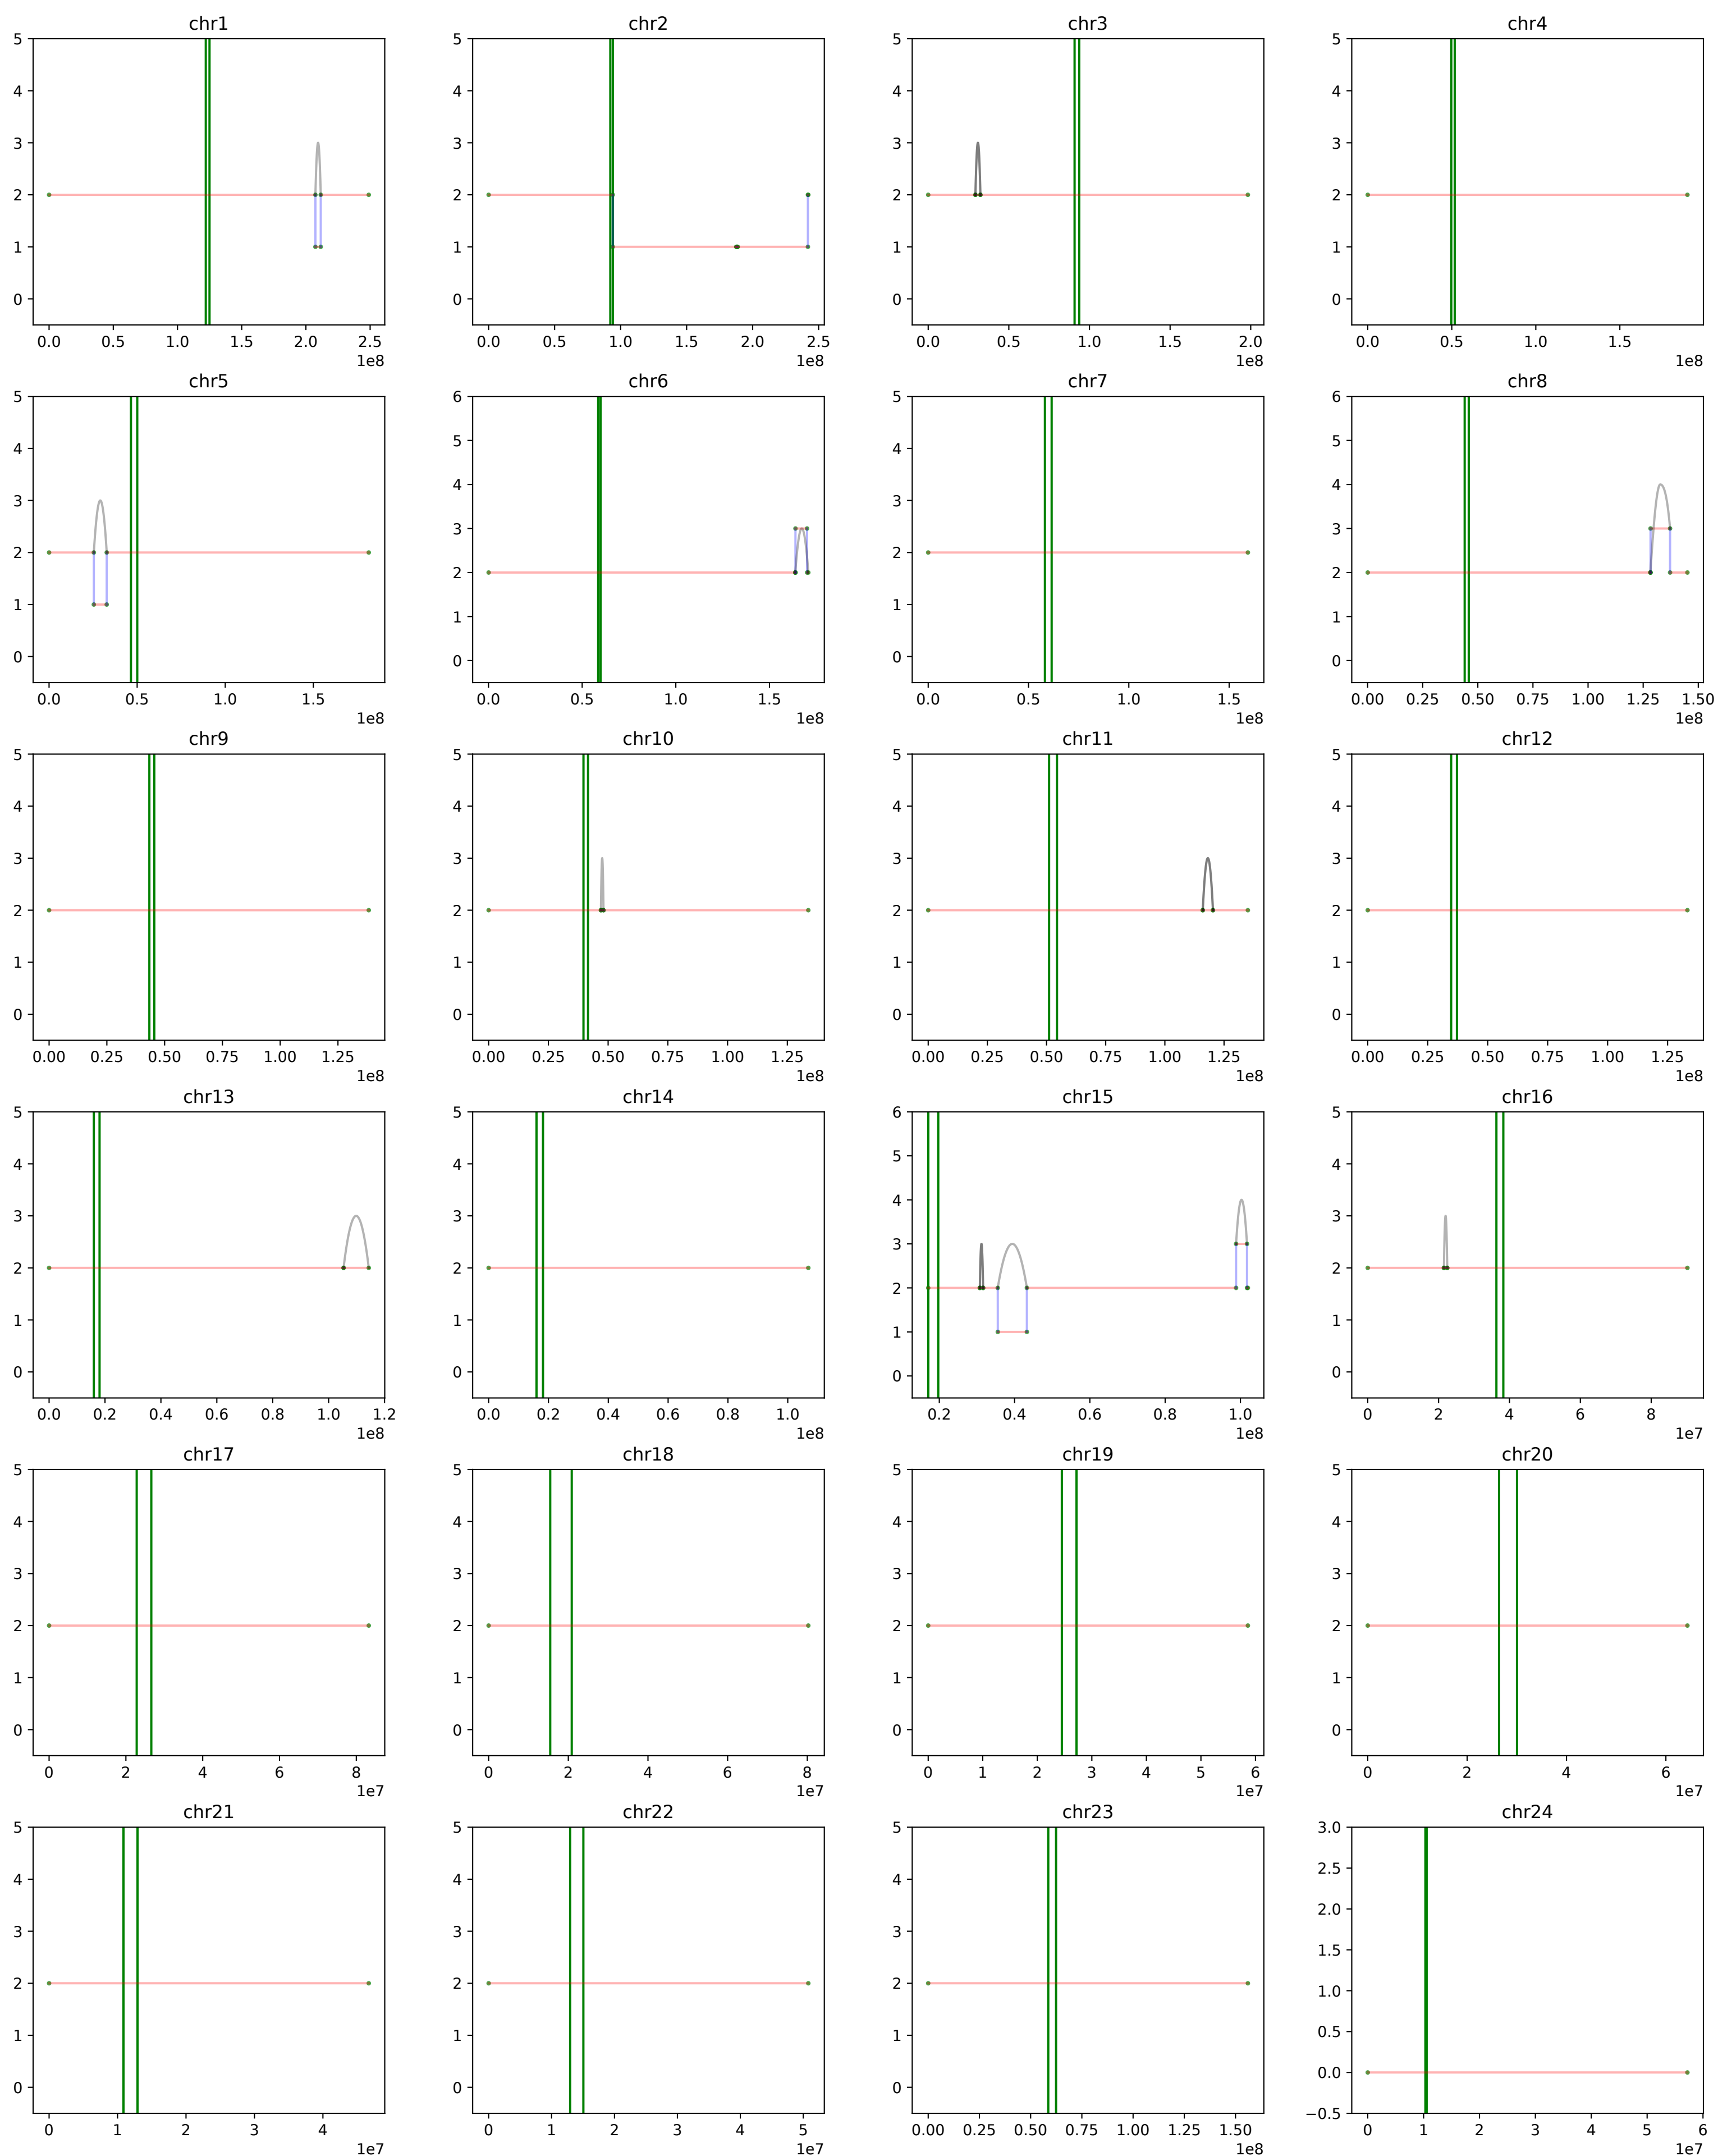 chr1 chr2 chr3 chr4
5 5 5 5
4 4 4 4
3 3 3 3
2 2 2 2
1 1 1 1
0 0 0 0
0.0 0.5 1.0 1.5 2.0 2.5 0.0 0.5 1.0 1.5 2.0 2.5 0.0 0.5 1.0 1.5 2.0 0.0 0.5 1.0 1.5
1e8 1e8 1e8 1e8
chr5 chr6 chr7 chr8
5 6 5 6
4 5 4 5
3 4 3 4
2 3 2 3
1 2 1 2
0 1 0 1
0 0
0.0 0.5 1.0 1.5 0.0 0.5 1.0 1.5 0.0 0.5 1.0 1.5 0.00 0.25 0.50 0.75 1.00 1.25 1.50
1e8 1e8 1e8 1e8
chr9 chr10 chr11 chr12
5 5 5 5
4 4 4 4
3 3 3 3
2 2 2 2
1 1 1 1
0 0 0 0
0.00 0.25 0.50 0.75 1.00 1.25 0.00 0.25 0.50 0.75 1.00 1.25 0.00 0.25 0.50 0.75 1.00 1.25 0.00 0.25 0.50 0.75 1.00 1.25
1e8 1e8 1e8 1e8
chr13 chr14 chr15 chr16
5 5 6 5
4 4 5 4
3 3 4 3
2 2 3 2
1 1 2 1
0 0 1 0
0
0.0 0.2 0.4 0.6 0.8 1.0 1.2 0.0 0.2 0.4 0.6 0.8 1.0 0.2 0.4 0.6 0.8 1.0 0 2 4 6 8
1e8 1e8 1e8 1e7
chr17 chr18 chr19 chr20
5 5 5 5
4 4 4 4
3 3 3 3
2 2 2 2
1 1 1 1
0 0 0 0
0 2 4 6 8 0 2 4 6 8 0 1 2 3 4 5 6 0 2 4 6
1e7 1e7 1e7 1e7
chr21 chr22 chr23 chr24
5 5 5 3.0
4 4 4 2.5
3 3 3 2.0
2 2 2 1.5
1 1 1 1.0
0 0 0 0.5
0.0
−0.5
0 1 2 3 4 0 1 2 3 4 5 0.00 0.25 0.50 0.75 1.00 1.25 1.50 0 1 2 3 4 5 6
1e7 1e7 1e8 1e7